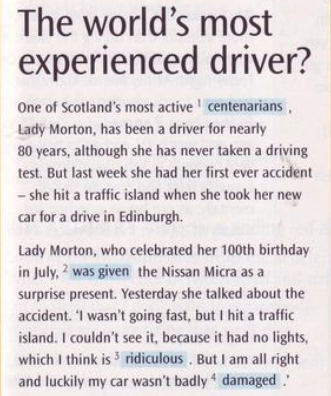 The world's most
experienced driver?
One of Scotland's most active 1 centenarians ,
Lady Morton, has been a driver for nearly
80 years, although she has never taken a driving
test. But last week she had her first ever accident
– she hit a traffic island when she took her new
car for a drive in Edinburgh.
Lady Morton, who celebrated her 100th birthday
in July, 2 was given the Nissan Micra as a
surprise present. Yesterday she talked about the
accident. 'I wasn't going fast, but I hit a traffic
island. I couldn't see it, because it had no lights,
which I think is 3 ridiculous . But I am all right
and luckily my car wasn't badly 4 damaged .'